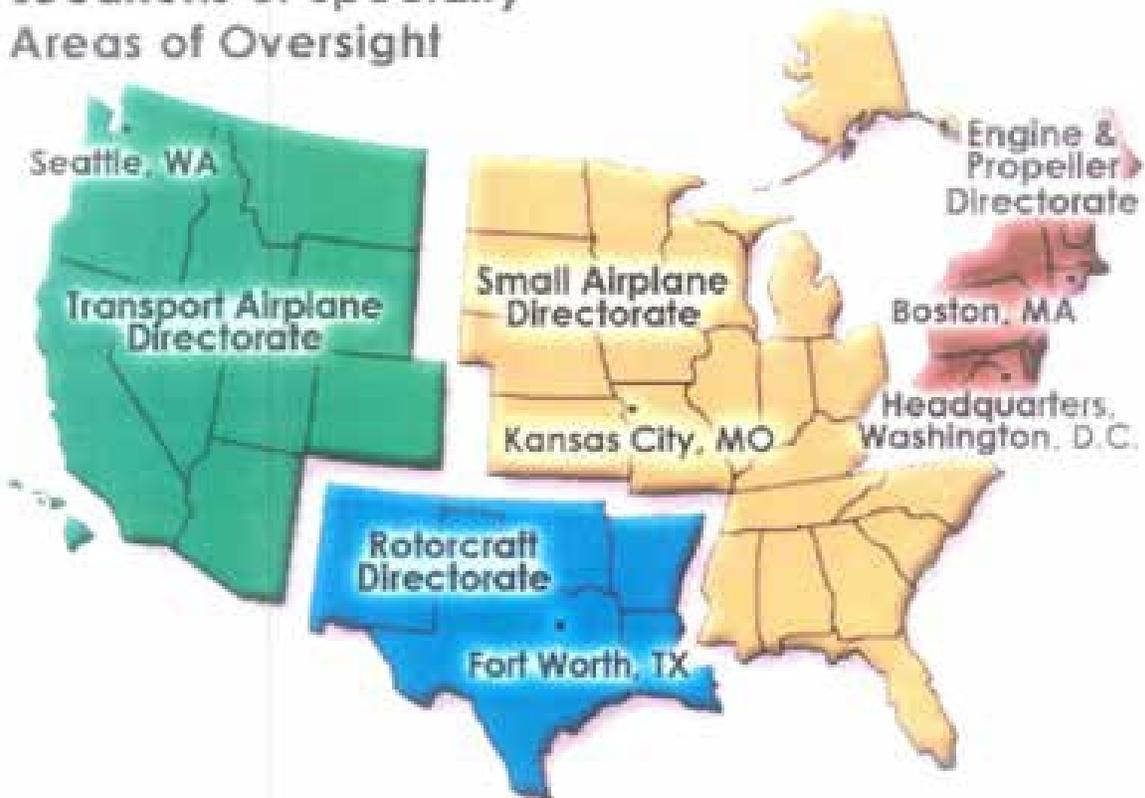 Areas of Oversight
Seattle, WA
Transport Airplane
Directorate
Small Airplane
Directorate
Kansas City, MO
Engine &
Propeller
Directorate
Boston, MA
Headquarters,
Washington, D.C.
Rotorcraft
Directorate
Fort Worth, TX